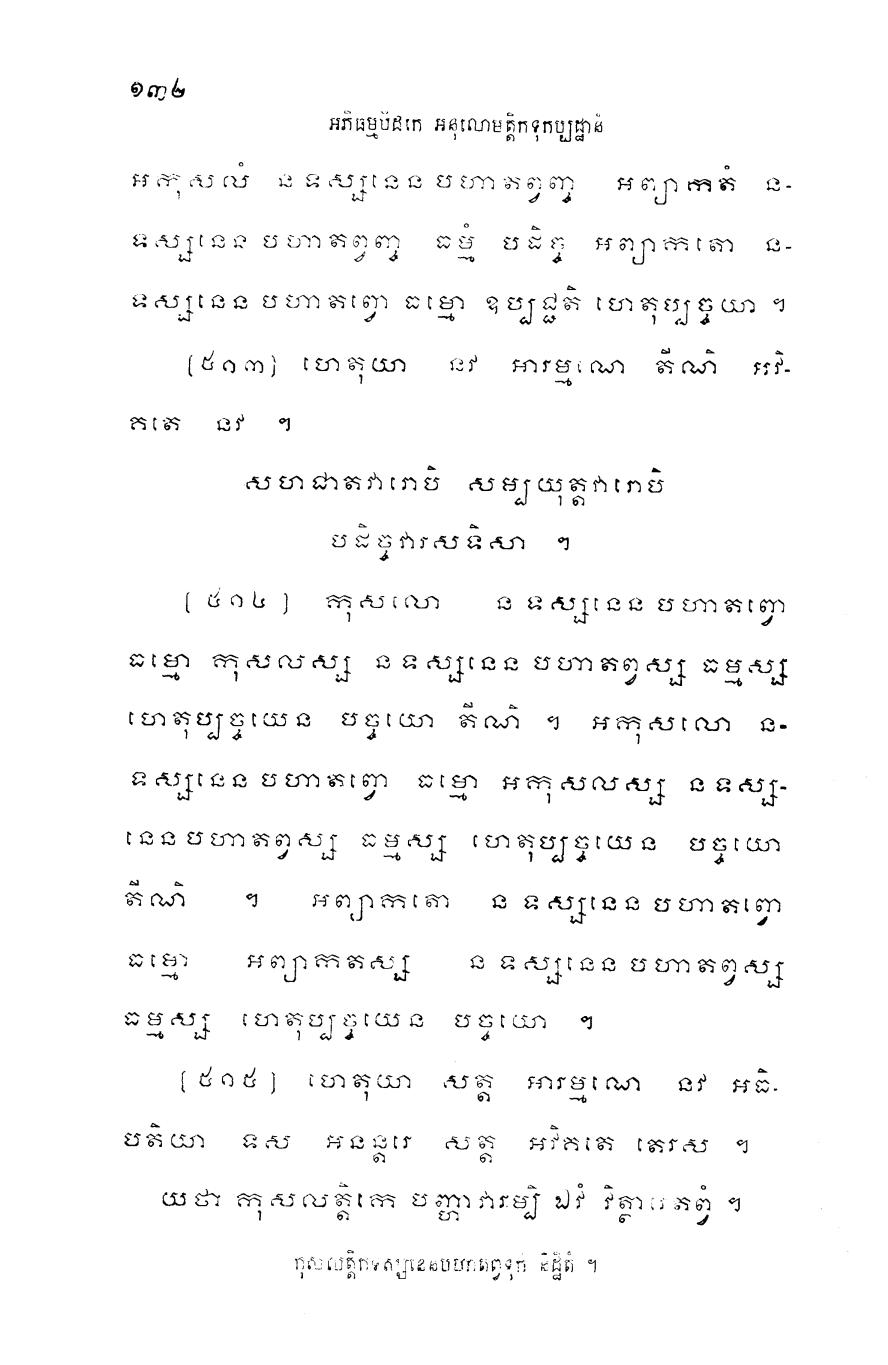 ១៣២
អភិធម្មបិដកេ អនុលោមត្តិកទុកប្បដ្ឋានំ
អកុសលំ ន ទស្សនេន បហាតព្វញ្ច អព្យាកតំ ន-
ទស្សនេន បហាតព្វញ្ច ធម្មំ បដិច្ច អព្យាកតោ ន-
ទស្សនេន បហាតព្វោ ធម្មោ ឧប្បជ្ជតិ ហេតុប្បច្ចយា ។
[៥១៣] ហេតុយា នវ អារម្មណេ តីណិ អវិ-
គតេ នវ ។
សហជាតវារោបិ សម្បយុត្តវារោបិ
បដិច្ចវារសទិសា ។
[៥១៤] កុសលោ ន ទស្សនេន បហាតព្វោ
ធម្មោ កុសលស្ស ន ទស្សនេន បហាតព្វស្ស ធម្មស្ស
ហេតុប្បច្ចយេន បច្ចយោ តីណិ ។ អកុសលោ ន-
ទស្សនេន បហាតព្វោ ធម្មោ អកុសលស្ស ន ទស្ស-
នេន បហាតព្វស្ស ធម្មស្ស ហេតុប្បច្ចយេន បច្ចយោ
តីណិ ។ អព្យាកតោ ន ទស្សនេន បហាតព្វោ
ធម្មោ អព្យាកតស្ស ន ទស្សនេន បហាតព្វស្ស
ធម្មស្ស ហេតុប្បច្ចយេន បច្ចយោ ។
[៥១៥] ហេតុយា សត្ត អារម្មណេ នវ អធិ-
បតិយា ទស អនន្តរេ សត្ត អវិគតេ តេរស ។
យថា កុសលត្តិកេ បញ្ហាវារម្បិ ឯវំ វិត្ថារេតព្វំ ។
កុសលត្តិកទស្សនេនបហាតព្វទុកំ និដ្ឋិតំ ។